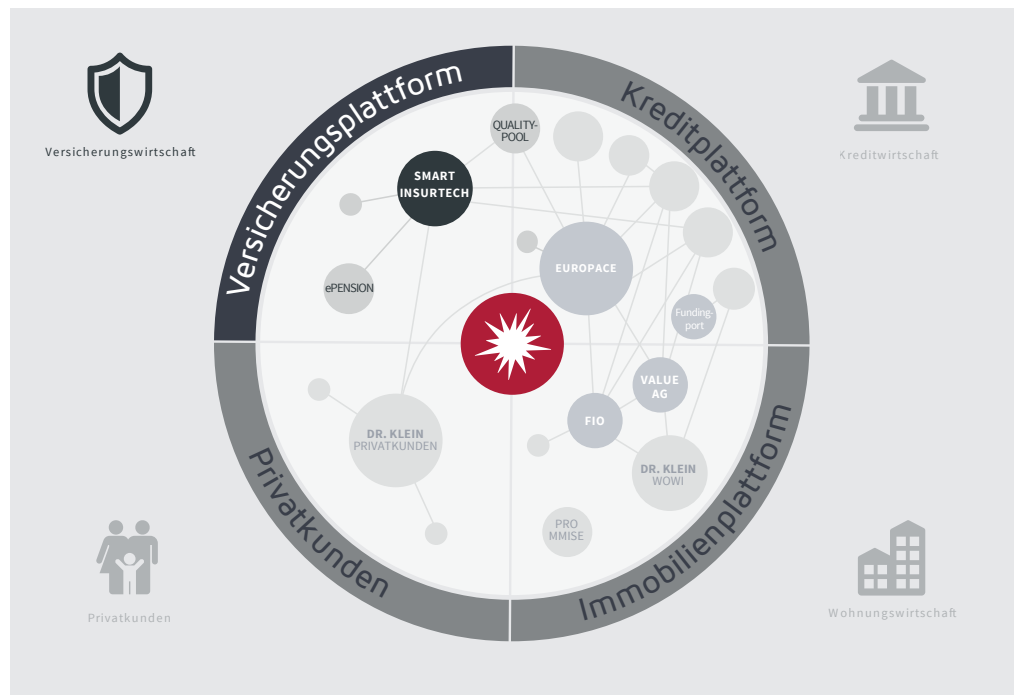 Versicherungsplattform
Kreditplattform
Versicherungswirtschaft
Kreditwirtschaft
QUALITY-
POOL
SMART
INSURTECH
EUROPACE
ePENSION
Funding-
port
VALUE
AG
FIO
DR. KLEIN
PRIVATKUNDEN
DR. KLEIN
WOWI
PRO
MMISE
Privatkunden
Immobilienplattform
Privatkunden
Wohnungswirtschaft